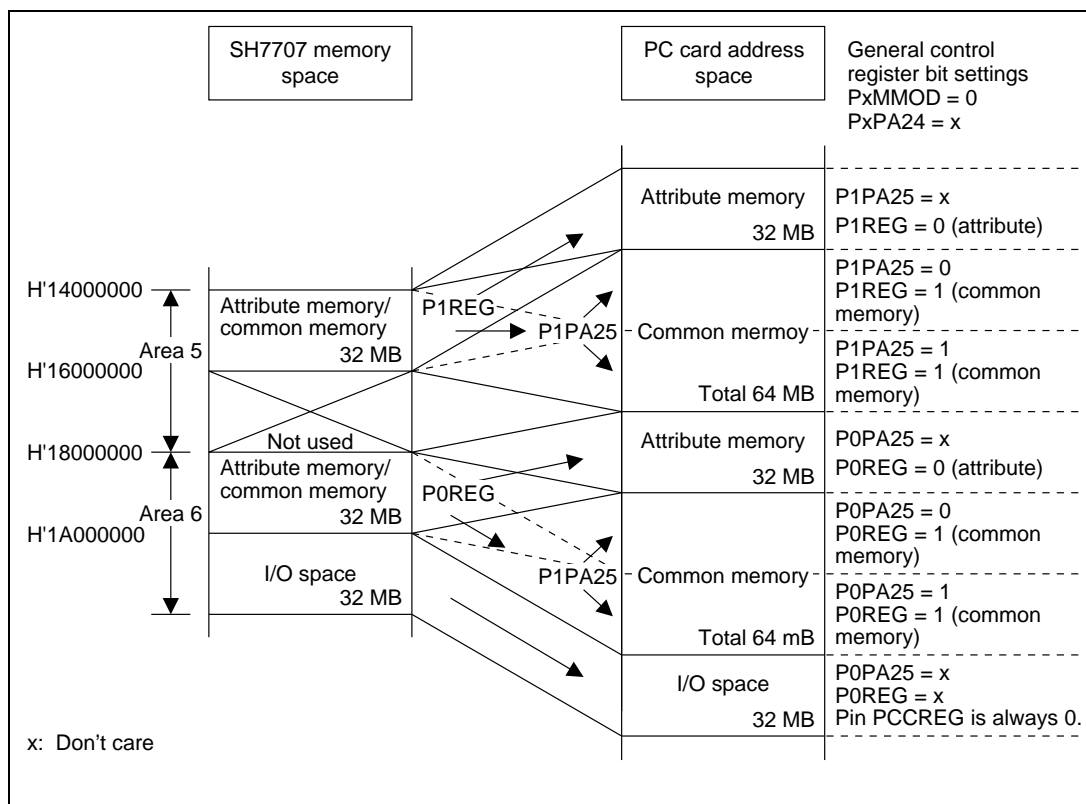 SH7707 memory
space
PC card address
space
General control
register bit settings
PxMMOD = 0
PxPA24 = x
Attribute memory
32 MB
P1PA25 = x
P1REG = 0 (attribute)
H'14000000
Attribute memory/
common memory
32 MB
P1REG
P1PA25
Common mermoy
Total 64 MB
P1PA25 = 0
P1REG = 1 (common
memory)
P1PA25 = 1
P1REG = 1 (common
memory)
Area 5
H'16000000
Not used
H'18000000
Attribute memory/
common memory
32 MB
P0REG
Attribute memory
32 MB
P0PA25 = x
P0REG = 0 (attribute)
Area 6
H'1A000000
I/O space
32 MB
P1PA25
Common memory
Total 64 mB
P0PA25 = 0
P0REG = 1 (common
memory)
P0PA25 = 1
P0REG = 1 (common
memory)
I/O space
32 MB
P0PA25 = x
P0REG = x
Pin PCCREG is always 0.
x: Don't care